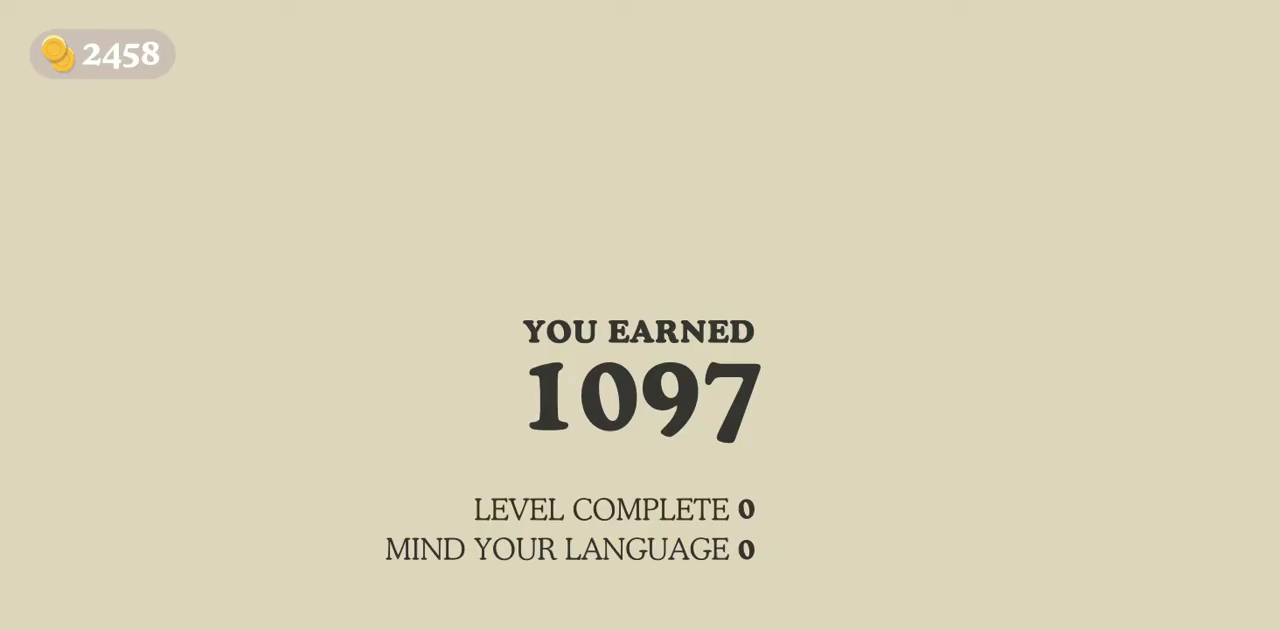 2458
YOU EARNED
1097
LEVEL COMPLETE 0
MIND YOUR LANGUAGE 0